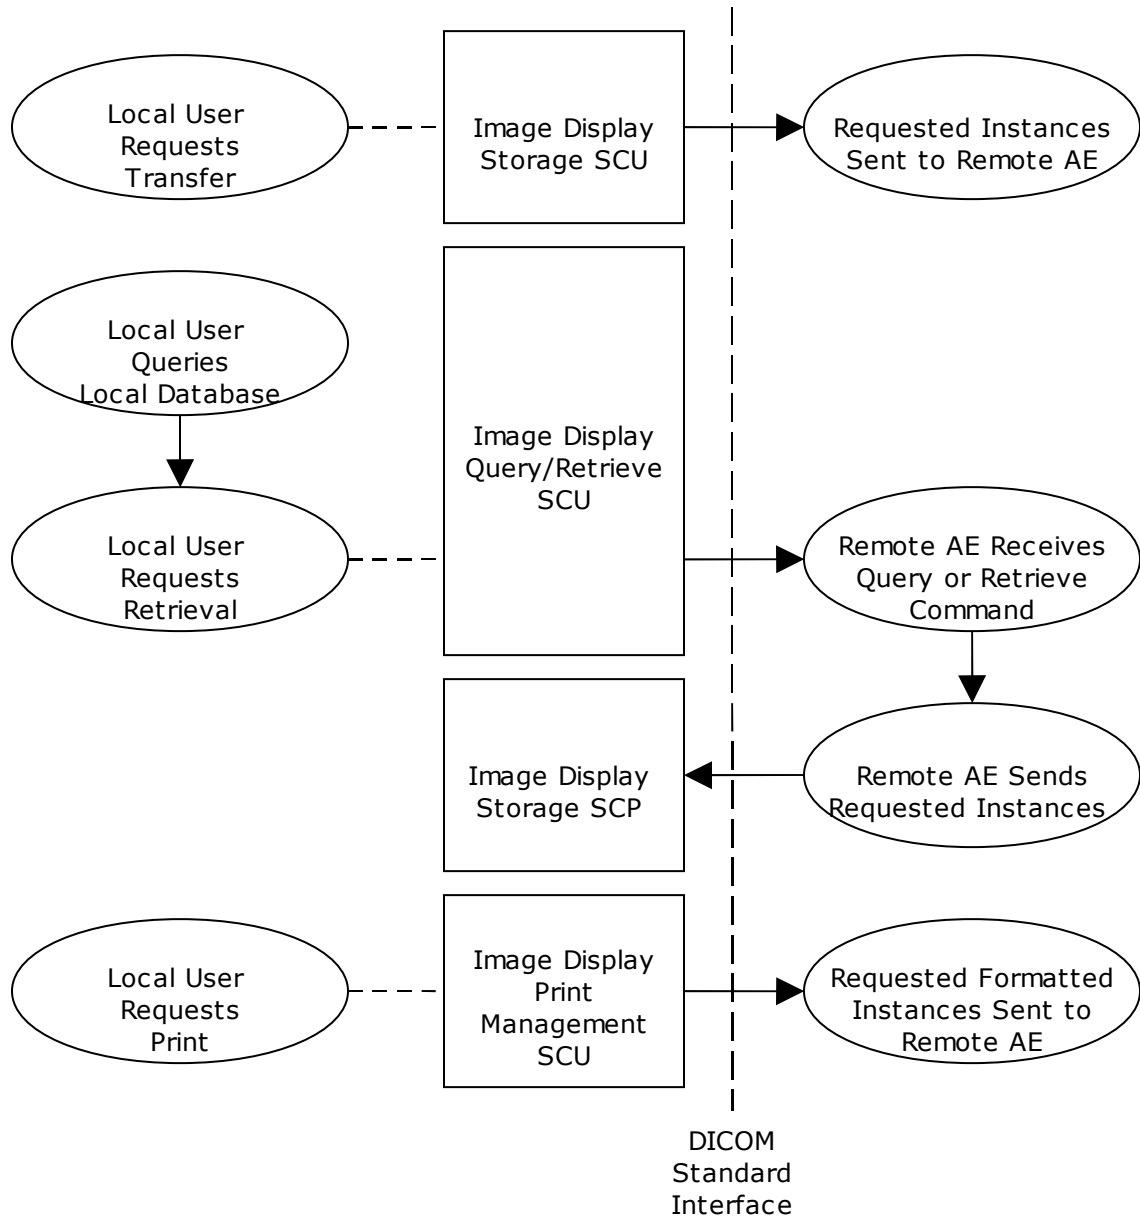 Local User
Requests
Transfer
Image Display
Storage SCU
Requested Instances
Sent to Remote AE
Local User
Queries
Local Database
Image Display
Query/Retrieve
SCU
Local User
Requests
Retrieval
Remote AE Receives
Query or Retrieve
Command
Image Display
Storage SCP
Remote AE Sends
Requested Instances
Local User
Requests
Print
Image Display
Print
Management
SCU
Requested Formatted
Instances Sent to
Remote AE
DICOM
Standard
Interface